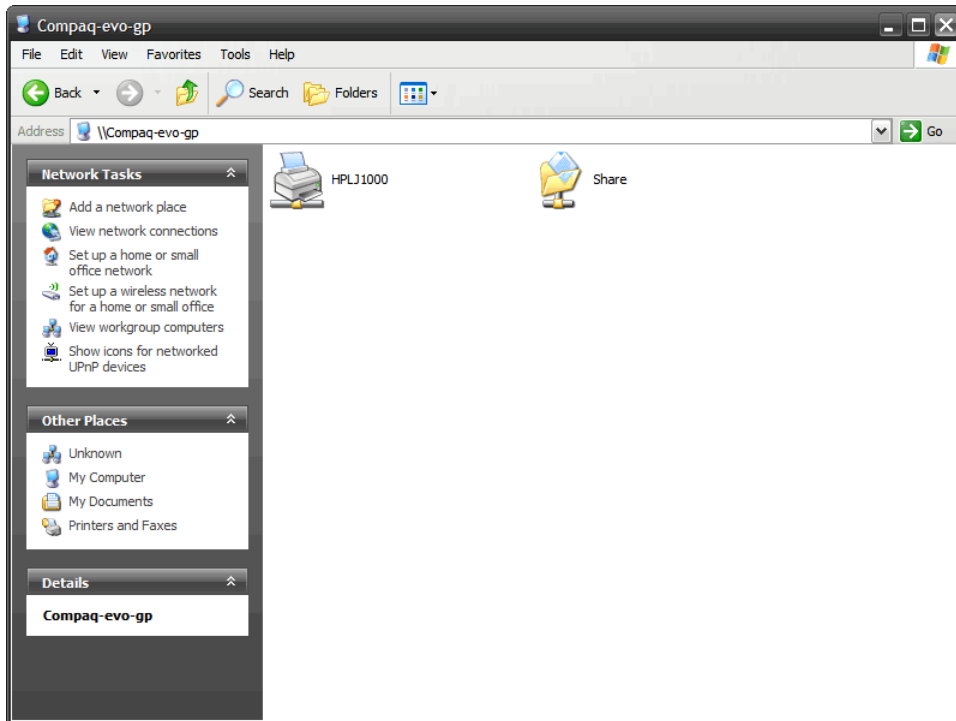 Compaq-evo-gp
File Edit View Favorites Tools Help
Back Search Folders
Address \\Compaq-evo-gp Go
Network Tasks
Add a network place
View network connections
Set up a home or small
office network
Set up a wireless network
for a home or small office
View workgroup computers
Show icons for networked
UPnP devices
Other Places
Unknown
My Computer
My Documents
Printers and Faxes
Details
Compaq-evo-gp
HPLJ1000
Share